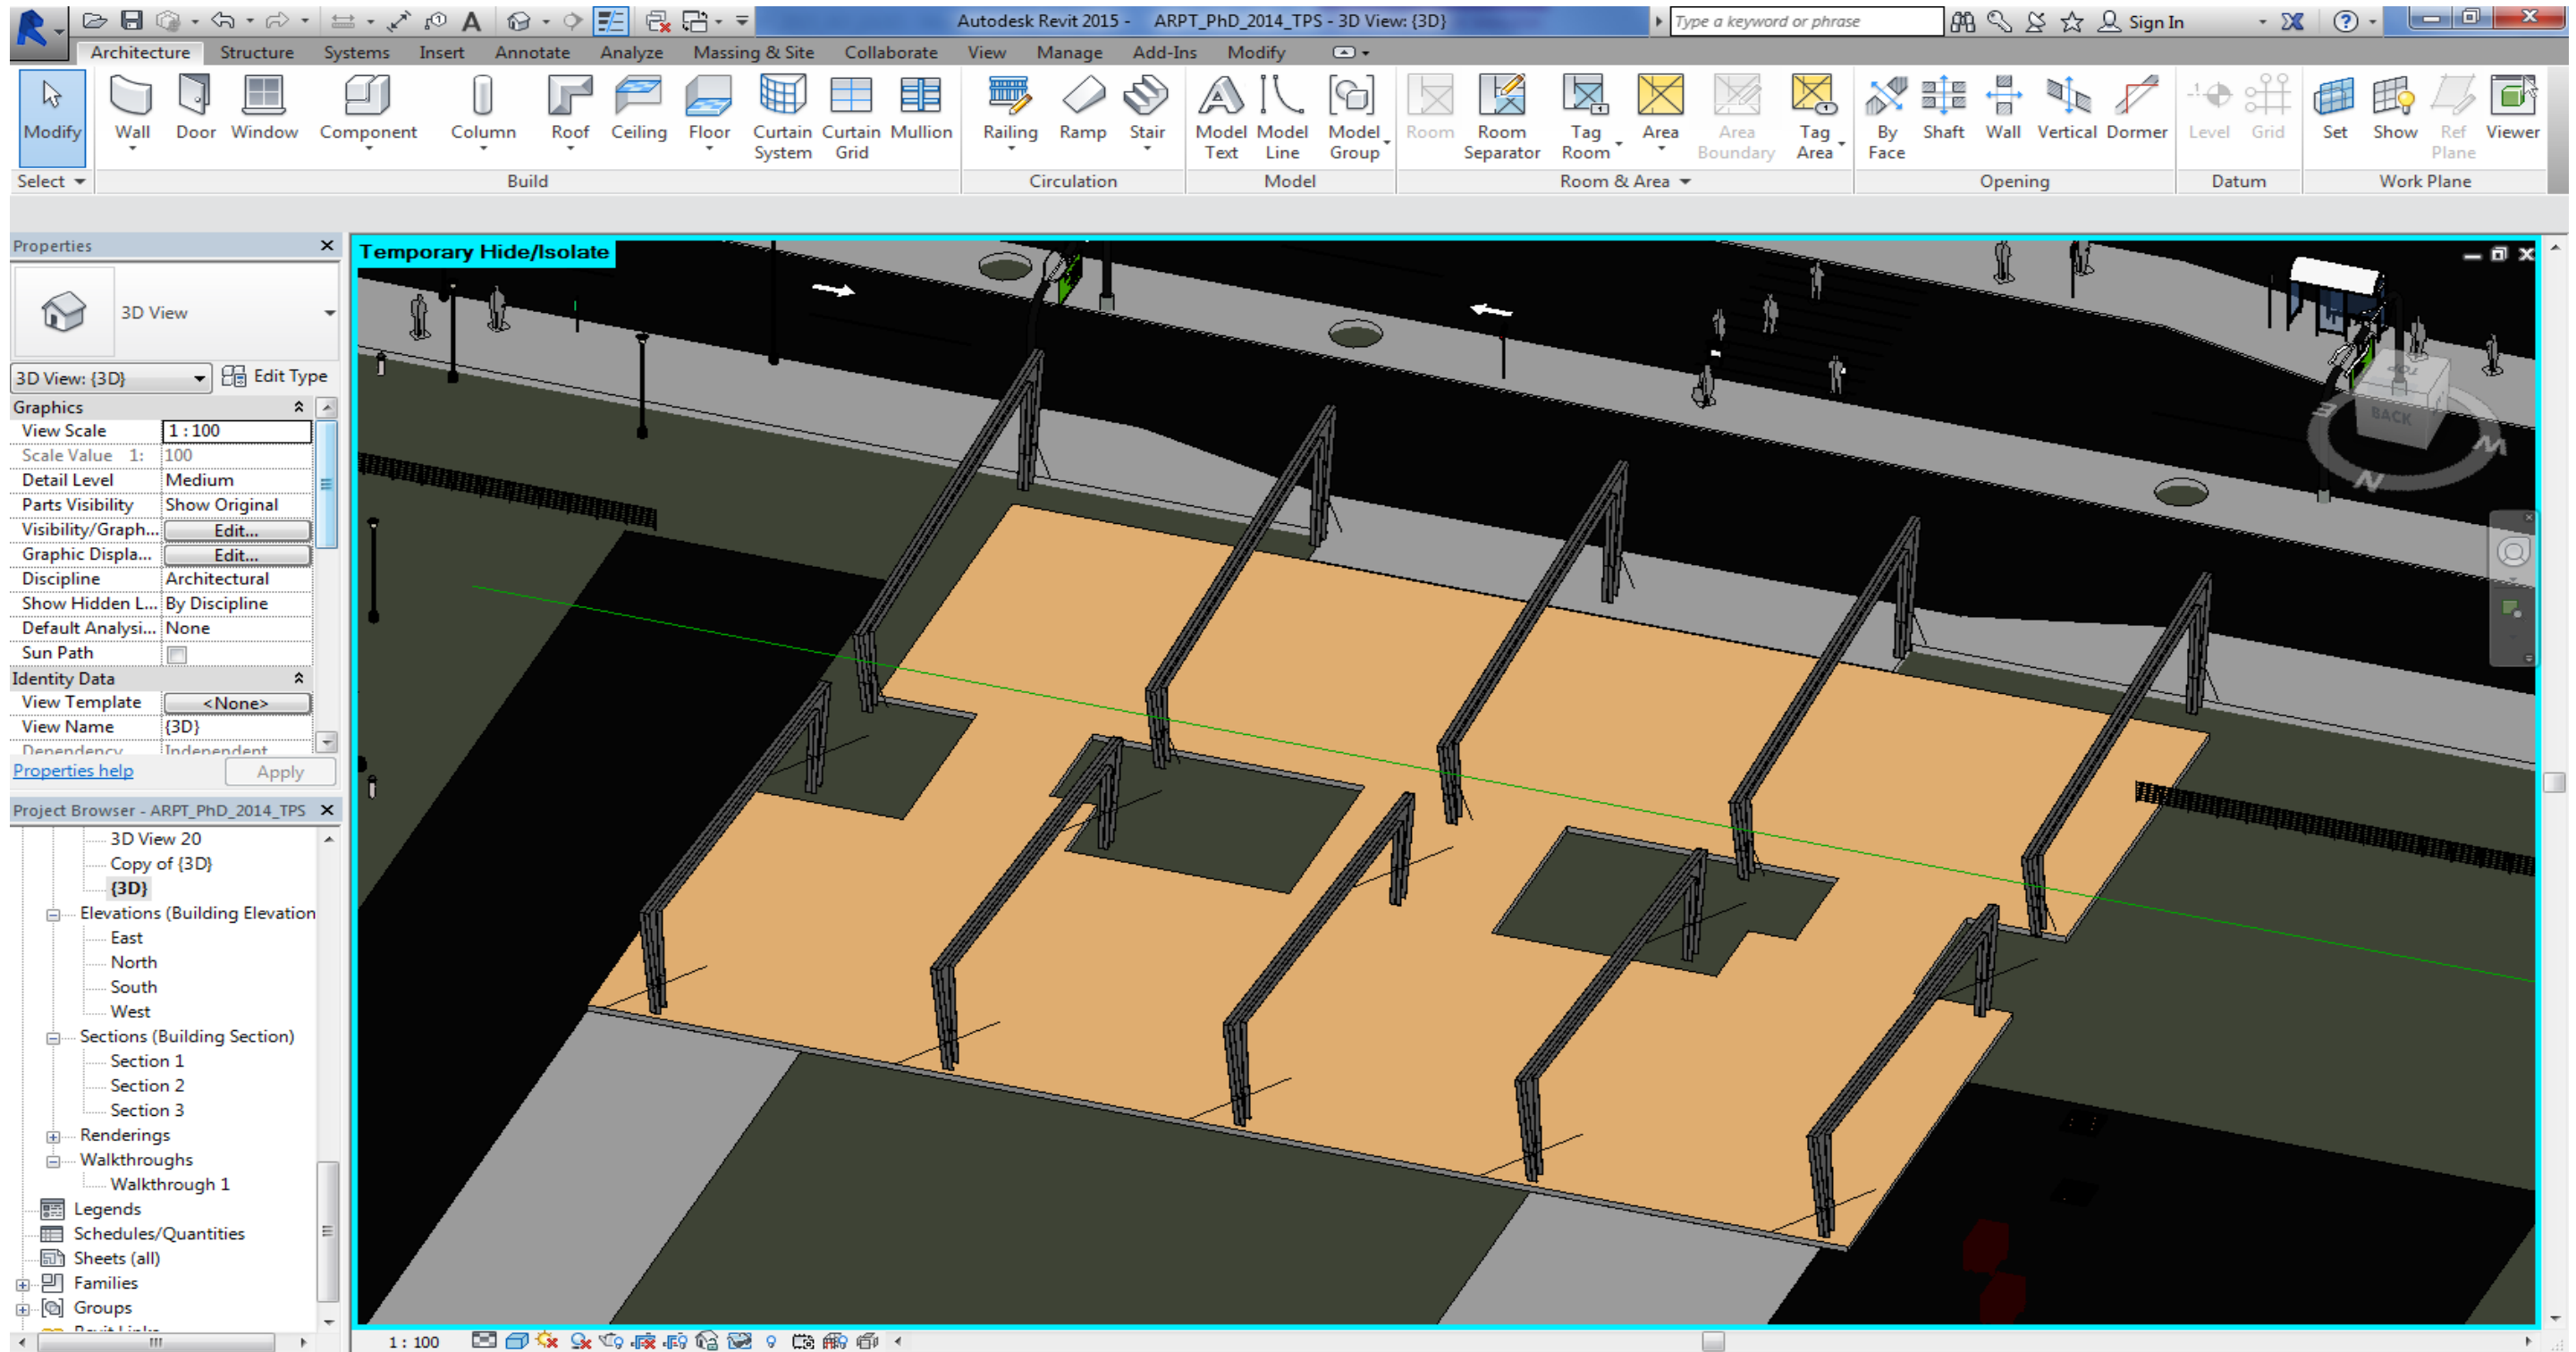 Autodesk Revit 2015 - ARPT_PhD_2014_TPS - 3D View: {3D}
Type a keyword or phrase
Sign In
Architecture Structure Systems Insert Annotate Analyze Massing & Site Collaborate View Manage Add-Ins Modify
Modify Wall Door Window Component Column Roof Ceiling Floor Curtain System Curtain Grid Mullion Railing Ramp Stair Model Text Model Line Model Group Room Room Separator Tag Room Area Area Boundary Tag Area By Face Shaft Wall Vertical Dormer Level Grid Set Show Ref Plane Viewer
Select Build Circulation Model Room & Area Opening Datum Work Plane
Properties
3D View
3D View: {3D} Edit Type
Graphics
View Scale 1 : 100
Scale Value 1: 100
Detail Level Medium
Parts Visibility Show Original
Visibility/Graph... Edit...
Graphic Displa... Edit...
Discipline Architectural
Show Hidden L... By Discipline
Default Analysi... None
Sun Path
Identity Data
View Template <None>
View Name {3D}
Dependency Independent
Properties help Apply
Project Browser - ARPT_PhD_2014_TPS
3D View 20
Copy of {3D}
{3D}
Elevations (Building Elevation
East
North
South
West
Sections (Building Section)
Section 1
Section 2
Section 3
Renderings
Walkthroughs
Walkthrough 1
Legends
Schedules/Quantities
Sheets (all)
Families
Groups
Revit Links
Temporary Hide/Isolate
TOP
BACK
N
1 : 100